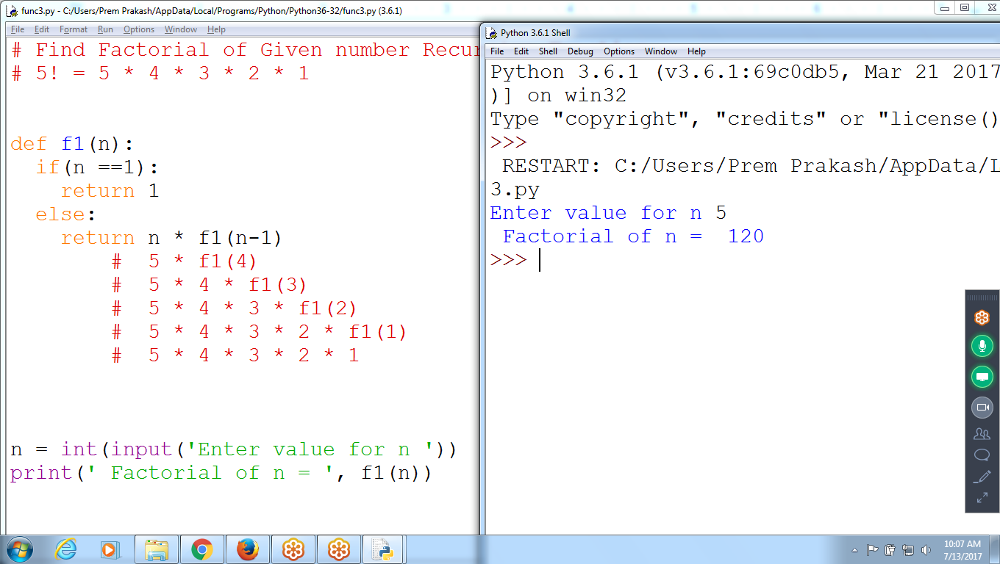 func3.py - C:/Users/Prem Prakash/AppData/Local/Programs/Python/Python36-32/func3.py (3.6.1)
File Edit Format Run Options Window Help
# Find Factorial of Given number Recur
# 5! = 5 * 4 * 3 * 2 * 1
def f1(n):
  if(n ==1):
    return 1
  else:
    return n * f1(n-1)
        #  5 * f1(4)
        #  5 * 4 * f1(3)
        #  5 * 4 * 3 * f1(2)
        #  5 * 4 * 3 * 2 * f1(1)
        #  5 * 4 * 3 * 2 * 1
n = int(input('Enter value for n '))
print(' Factorial of n = ', f1(n))
Python 3.6.1 Shell
File Edit Shell Debug Options Window Help
Python 3.6.1 (v3.6.1:69c0db5, Mar 21 2017
)] on win32
Type "copyright", "credits" or "license()
>>>
 RESTART: C:/Users/Prem Prakash/AppData/L
3.py
Enter value for n 5
 Factorial of n =  120
>>>
10:07 AM
7/13/2017